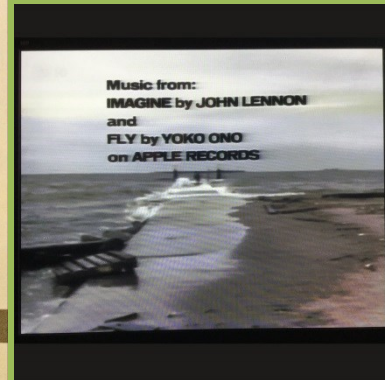 Music from:
IMAGINE by JOHN LENNON
and
FLY by YOKO ONO
on APPLE RECORDS